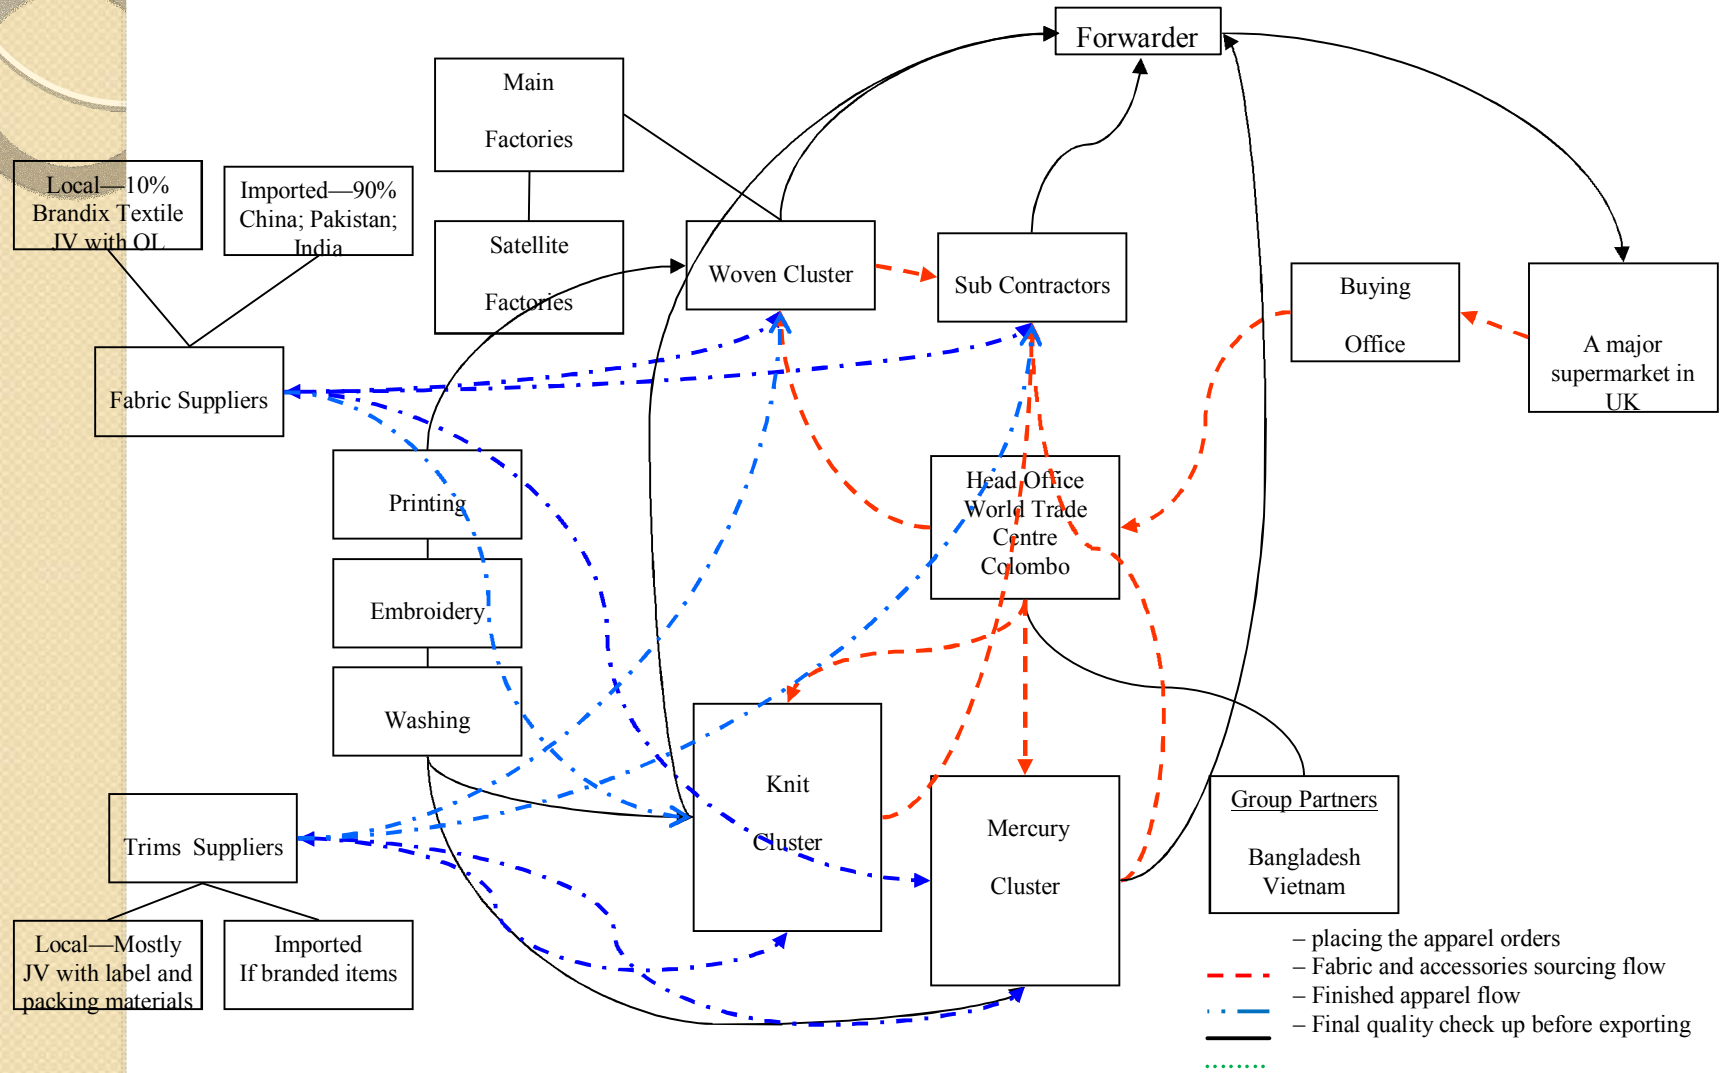 Forwarder
Main
Factories
Local—10%
Brandix Textile
JV with OL
Imported—90%
China; Pakistan;
India
Satellite
Factories
Woven Cluster
Sub Contractors
Buying
Office
A major
supermarket in
UK
Fabric Suppliers
Printing
Head Office
World Trade
Centre
Colombo
Embroidery
Washing
Knit
Cluster
Mercury
Cluster
Group Partners
Bangladesh
Vietnam
Trims Suppliers
Local—Mostly
JV with label and
packing materials
Imported
If branded items
– placing the apparel orders
– Fabric and accessories sourcing flow
– Finished apparel flow
– Final quality check up before exporting